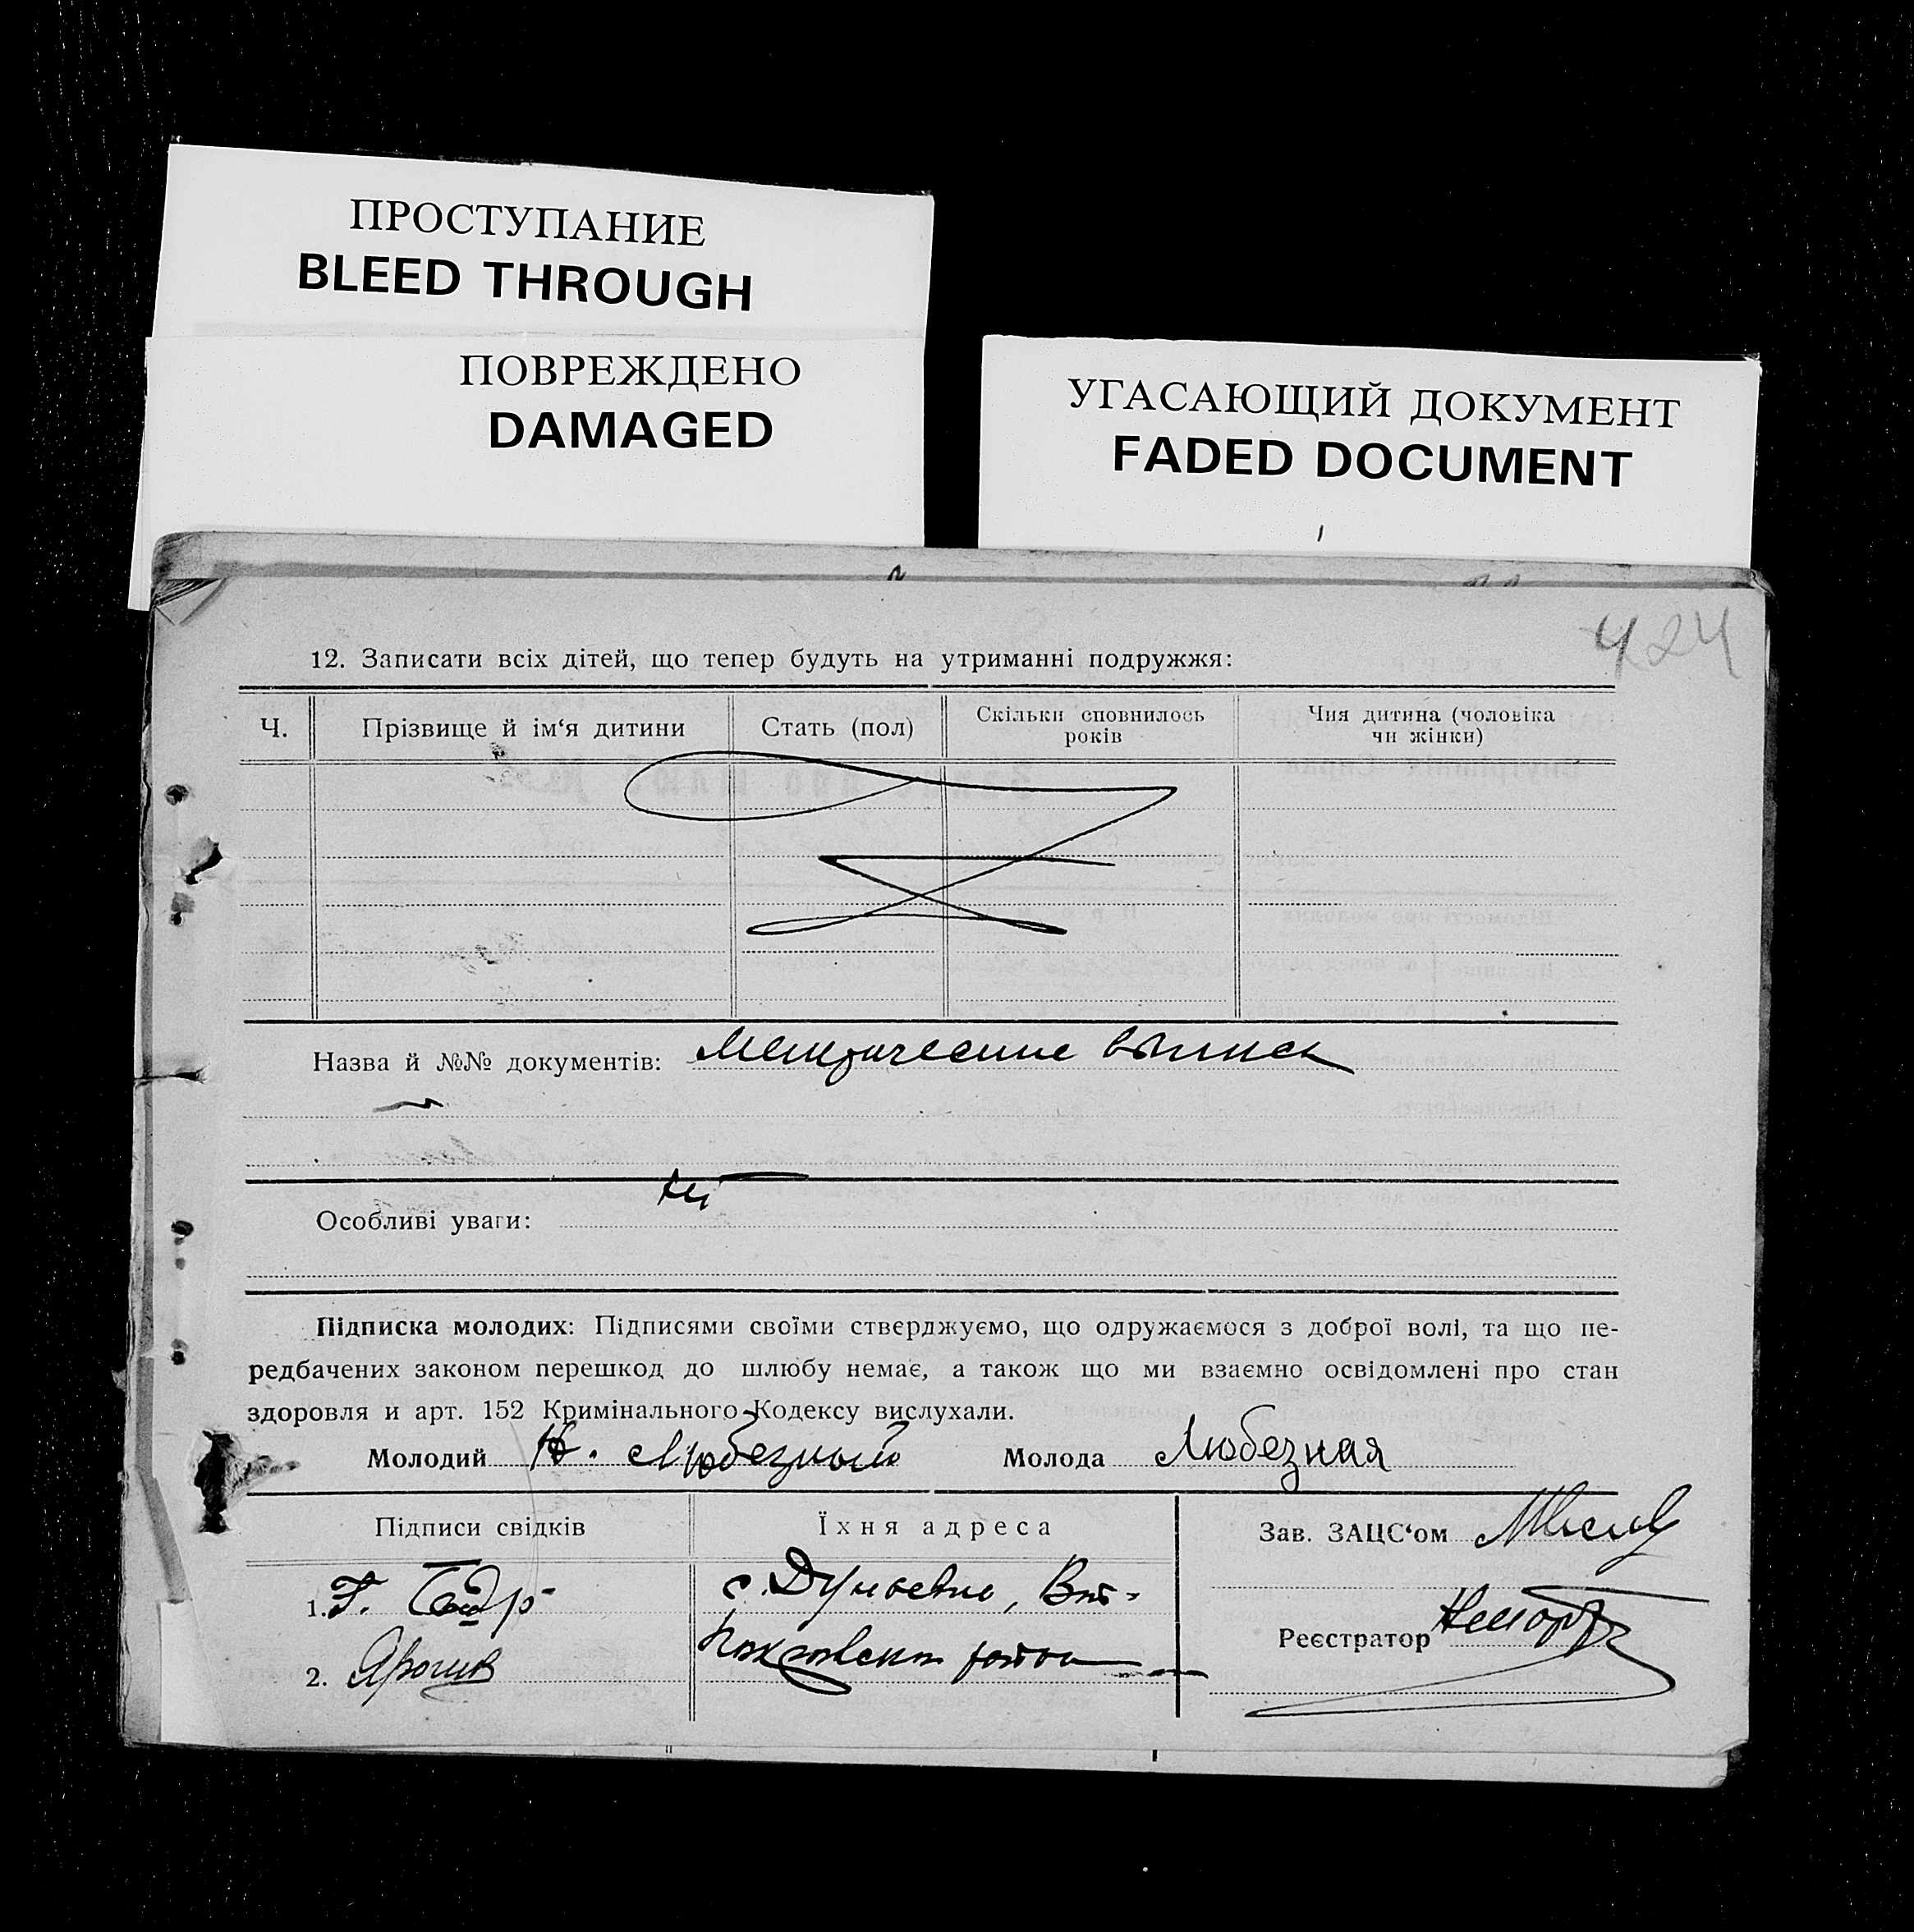 ПРОСТУПАНИЕ
BLEED THROUGH
ПОВРЕЖДЕНО
DAMAGED
УГАСАЮЩИЙ ДОКУМЕНТ
FADED DOCUMENT
424
12. Записати всіх дітей, що тепер будуть на утриманні подружжя:
Ч.
Прізвище й ім‘я дитини
Стать (пол)
Скільки сповнилось
років
Чия дитина (чоловіка
чи жінки)
Назва й №№ документів: Метрические
Особливі уваги:
Підписка молодих: Підписями своїми стверджуємо, що одружаємося з доброї волі, та що пе-
редбачених законом перешкод до шлюбу немає, а також що ми взаємно освідомлені про стан
здоровля и арт. 152 Кримінального Кодексу вислухали.
Молодий Любезный Молода Любезная
Підписи свідків
Їхня адреса
Зав. ЗАЦС‘ом
1.
2.
Реєстратор